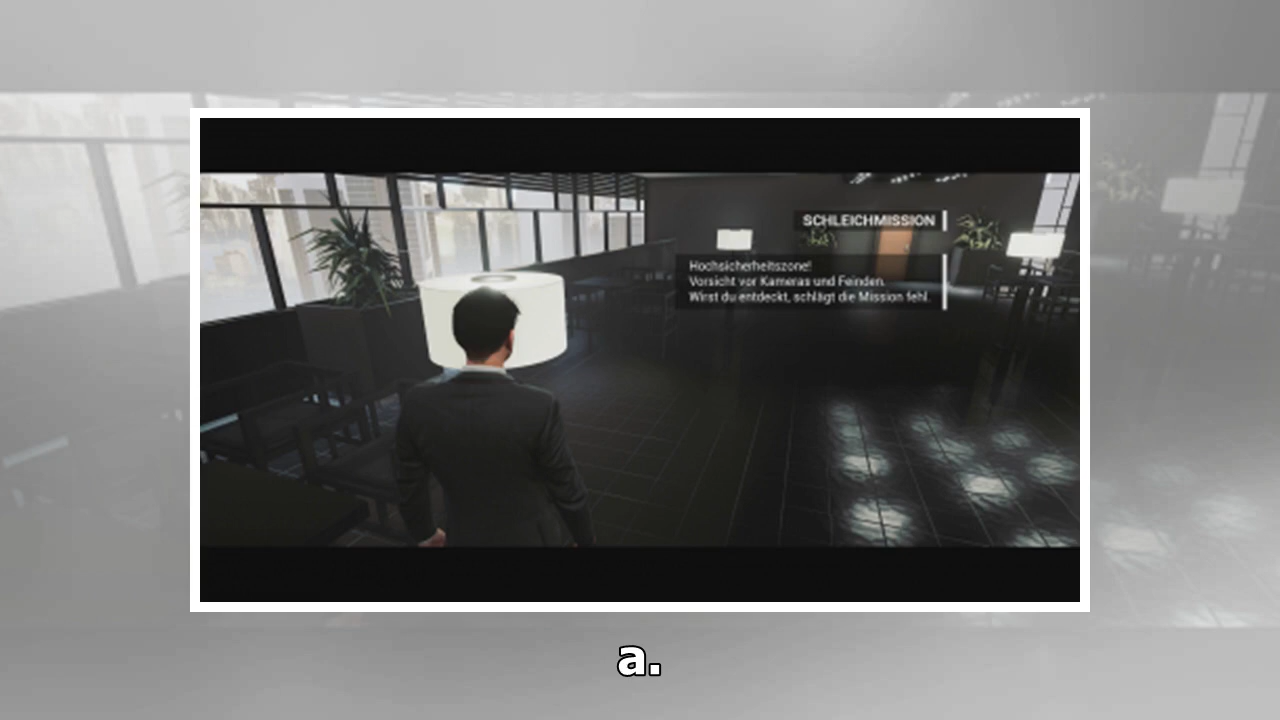 SCHLEICHMISSION
Hochsicherheitszone!
Vorsicht vor Kameras und Feinden.
Wirst du entdeckt, schlägt die Mission fehl.
a.